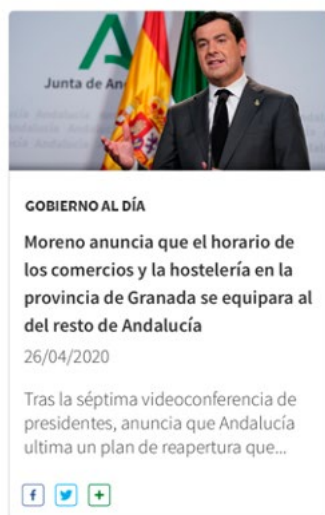 Junta de An
GOBIERNO AL DÍA
Moreno anuncia que el horario de
los comercios y la hostelería en la
provincia de Granada se equipara al
del resto de Andalucía
26/04/2020
Tras la séptima videoconferencia de
presidentes, anuncia que Andalucía
ultima un plan de reapertura que...